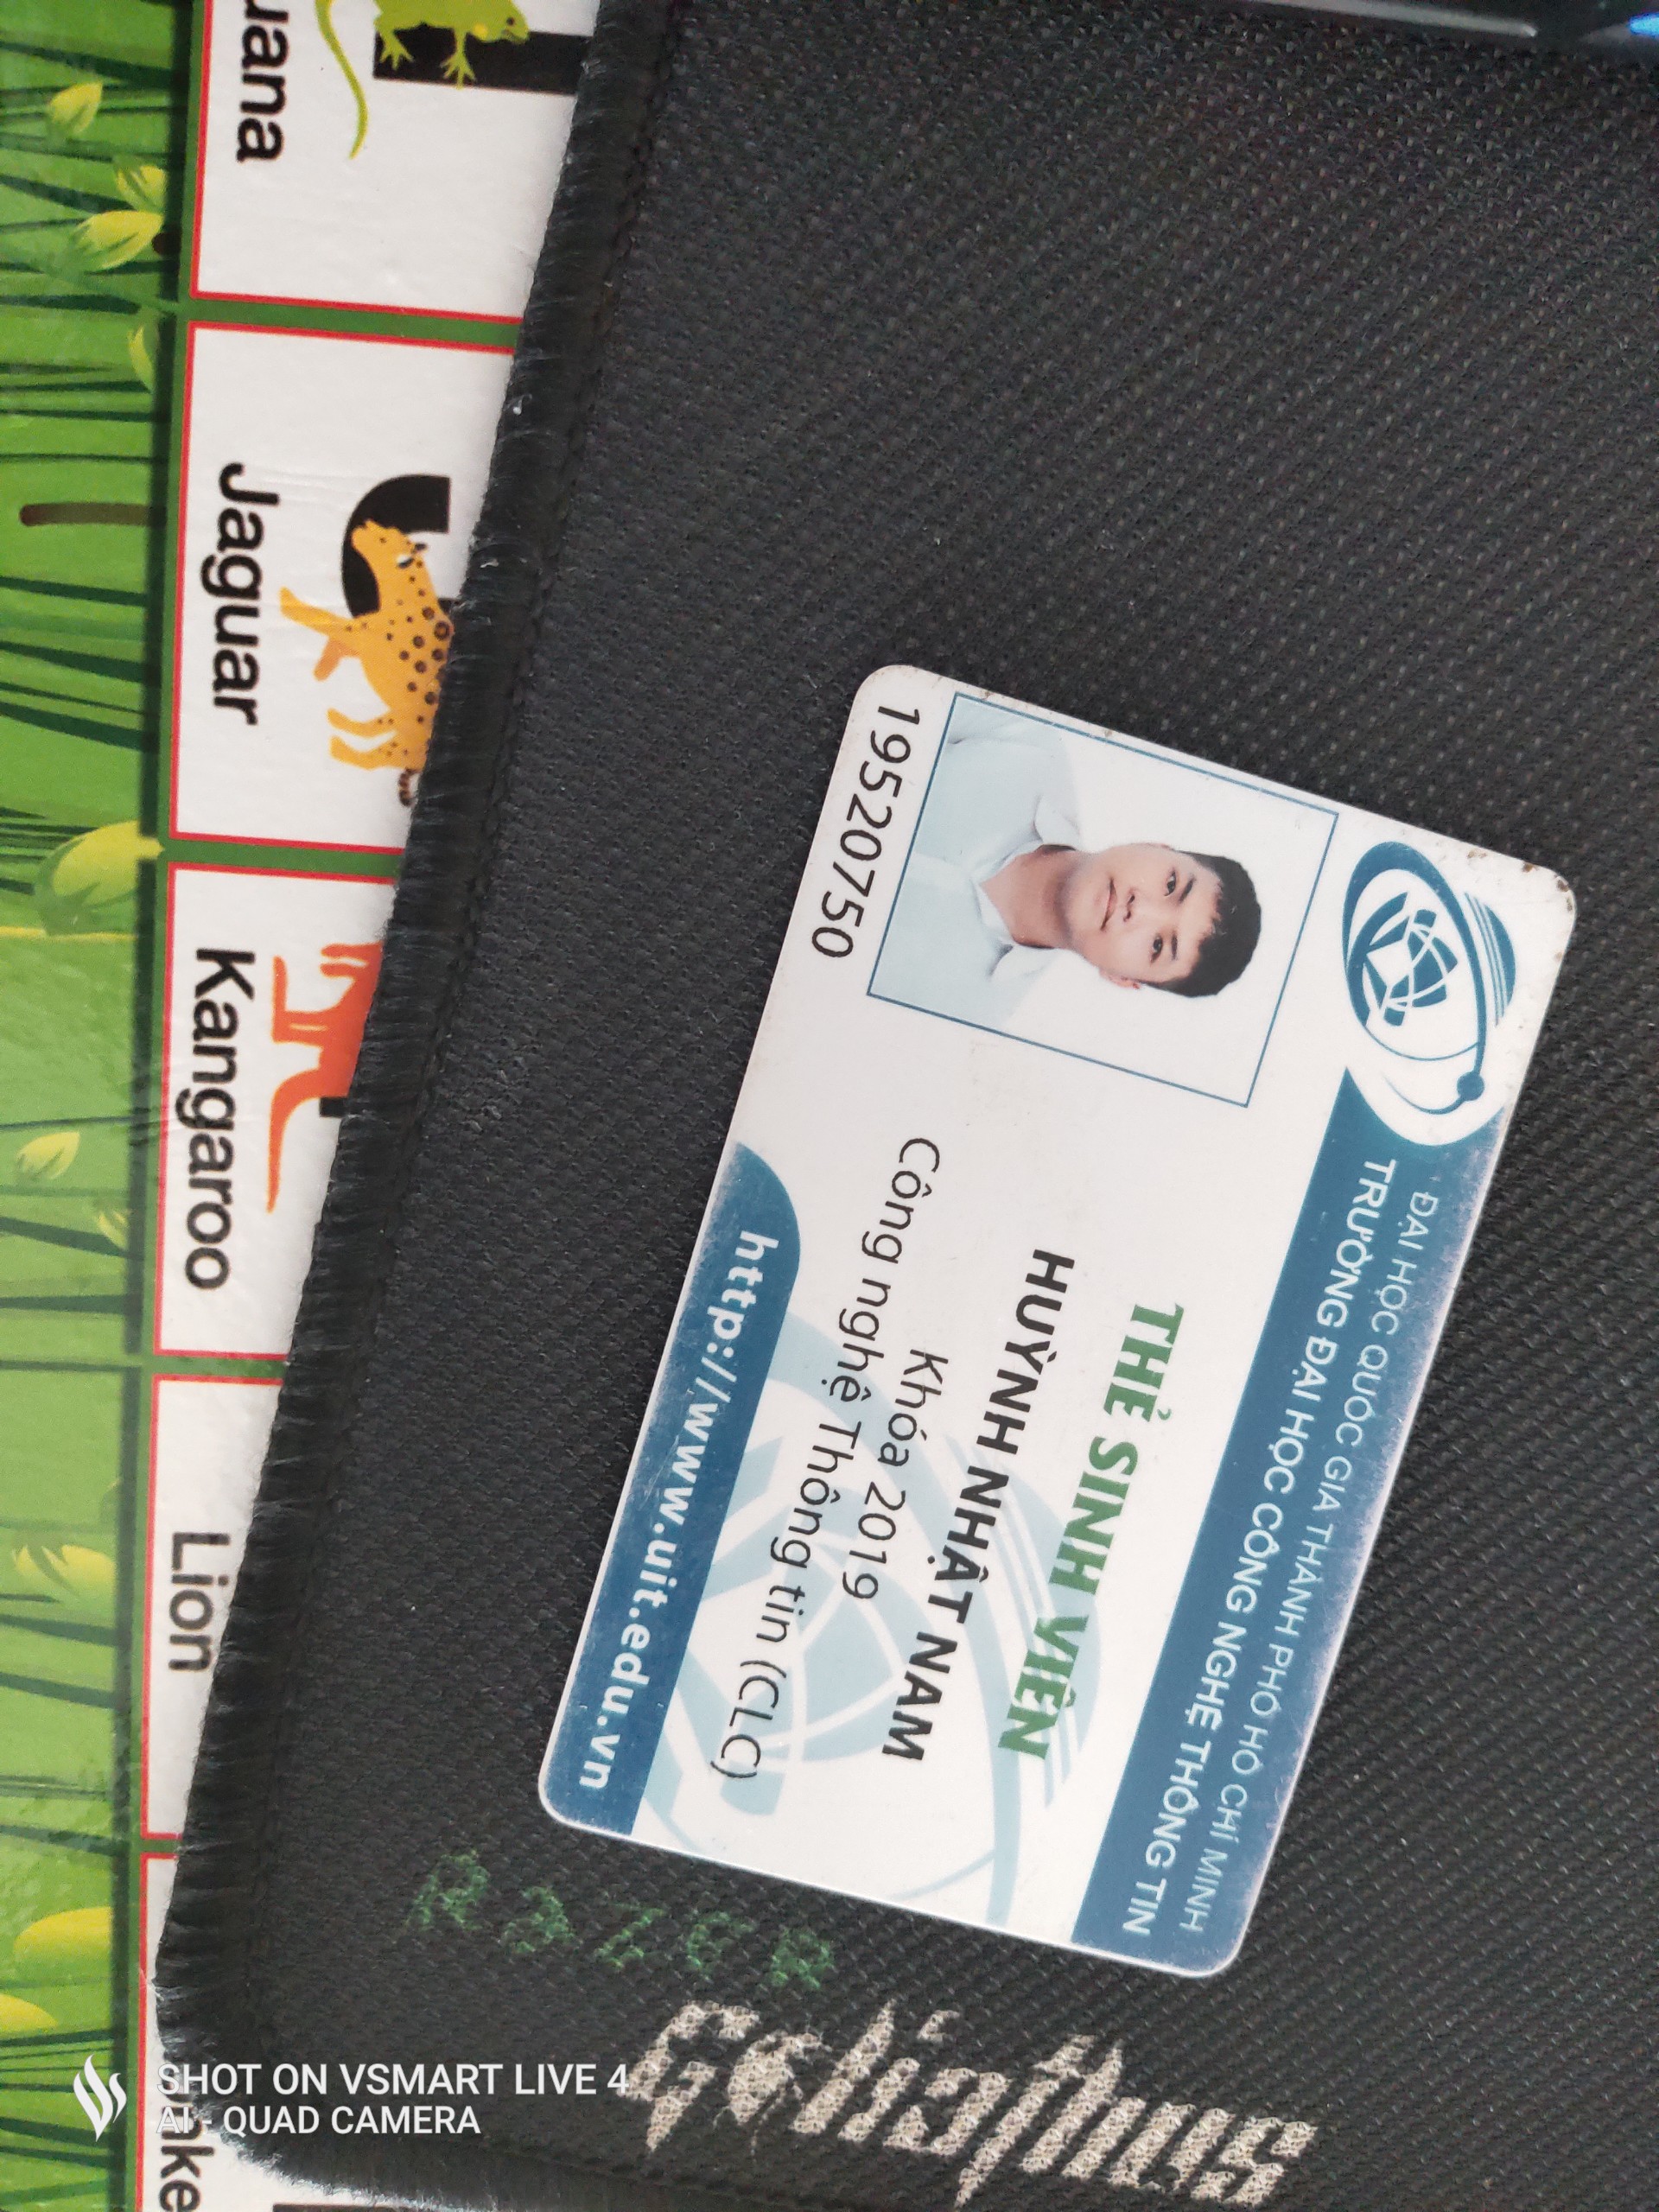 ĐẠI HỌC QUỐC GIA THÀNH PHỐ HỒ CHÍ MINH
TRƯỜNG ĐẠI HỌC CÔNG NGHỆ THÔNG TIN
THẺ SINH VIÊN
HUỲNH NHẬT NAM
Khóa 2019
Công nghệ Thông tin (CLC)
19520750
http://www.uit.edu.vn
RAZER
Goliathus
uana
Jaguar
Kangaroo
Lion
ake
SHOT ON VSMART LIVE 4
AI - QUAD CAMERA